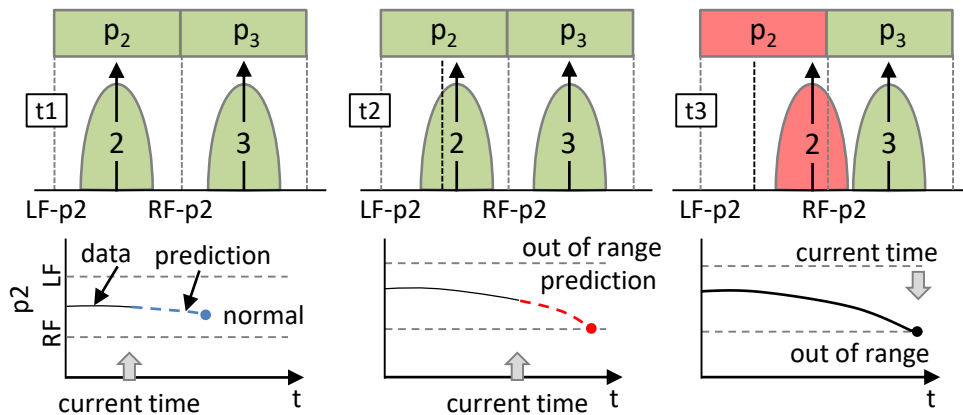 p2 p3
t1
2 3
LF-p2 RF-p2
data prediction
LF
p2
RF
normal
current time t
p2 p3
t2
2 3
LF-p2 RF-p2
out of range
prediction
current time t
p2 p3
t3
2 3
LF-p2 RF-p2
current time
out of range
t